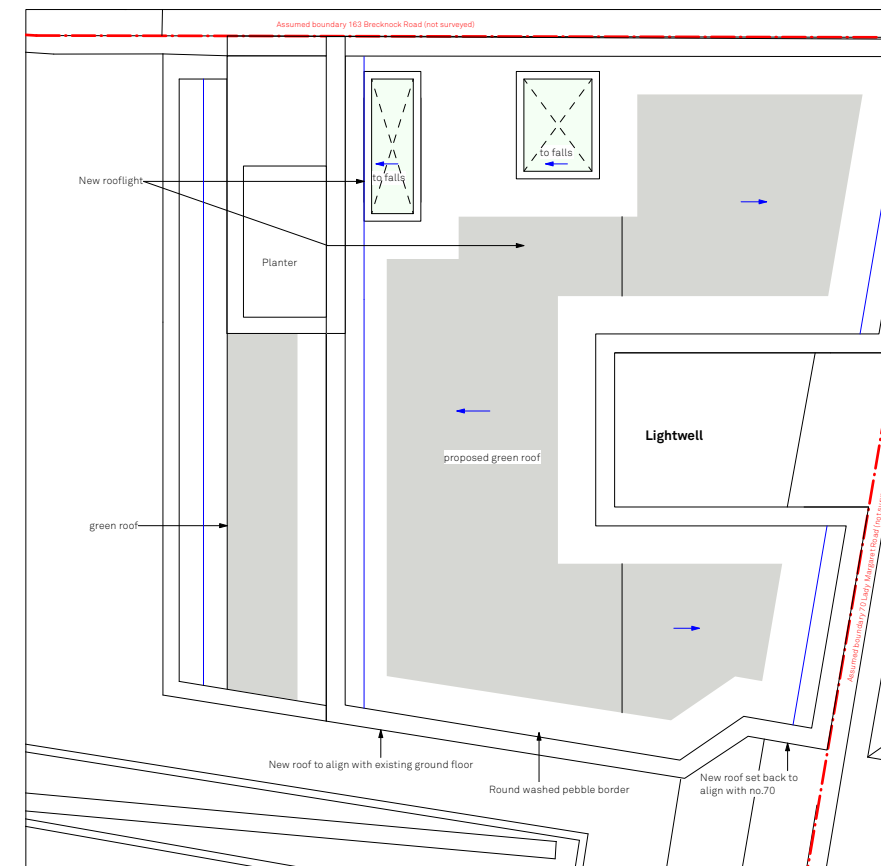 Assumed boundary 163 Brecknock Road (not surveyed)
to falls
to falls
New rooflight
Planter
Lightwell
proposed green roof
green roof
Assumed boundary 70 Lady Margaret Road (not
New roof to align with existing ground floor
Round washed pebble border
New roof set back to
align with no.70